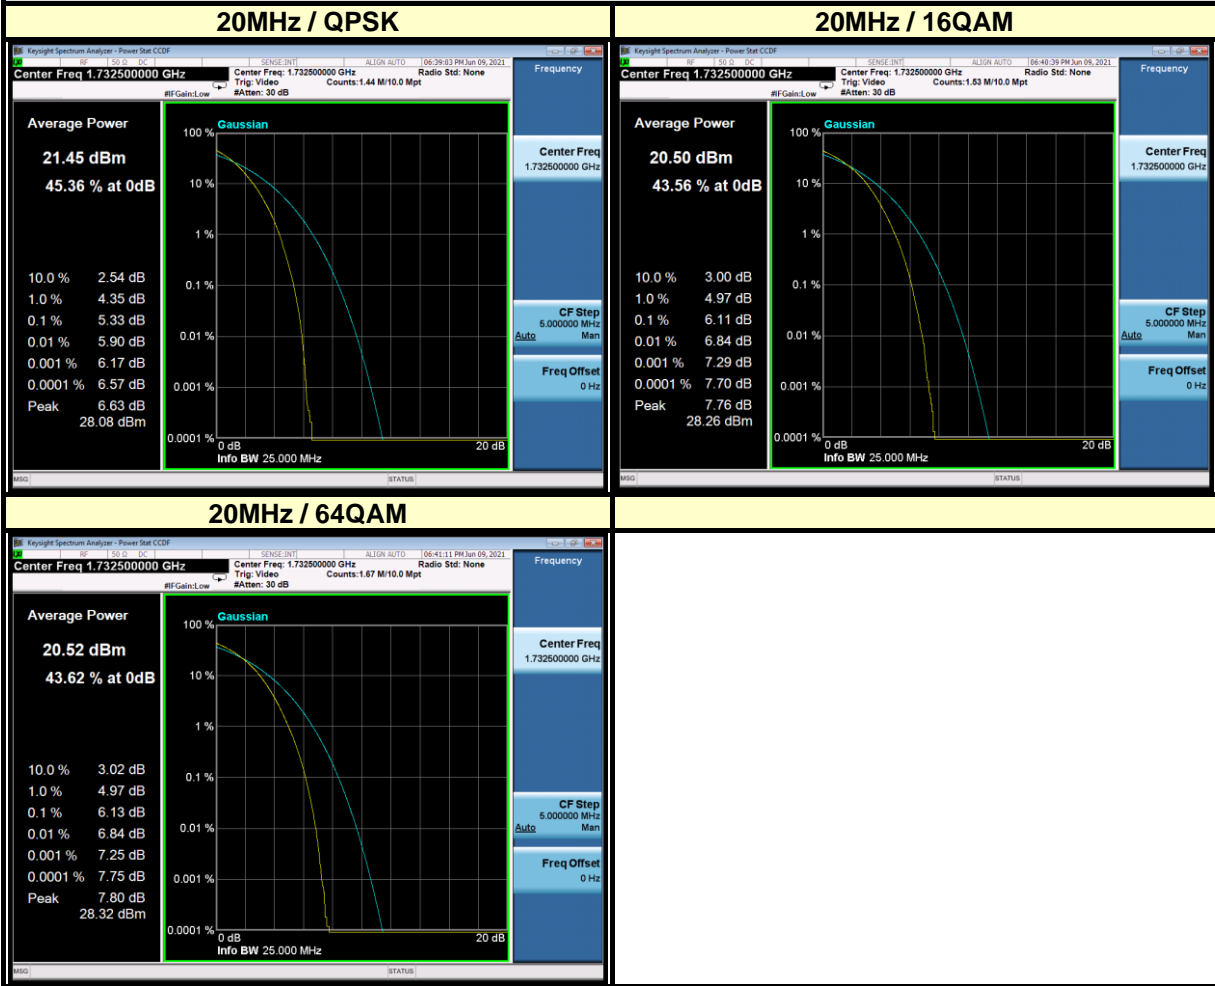 20MHz / QPSK
Keysight Spectrum Analyzer - Power Stat CCDF
RF 50 Ω DC SENSE:INT ALIGN AUTO 06:39:03 PM Jun 09, 2021
Center Freq 1.732500000 GHz
Center Freq: 1.732500000 GHz Radio Std: None
Trig: Video Counts:1.44 M/10.0 Mpt
#IFGain:Low #Atten: 30 dB
Average Power
21.45 dBm
45.36 % at 0dB
10.0 % 2.54 dB
1.0 % 4.35 dB
0.1 % 5.33 dB
0.01 % 5.90 dB
0.001 % 6.17 dB
0.0001 % 6.57 dB
Peak 6.63 dB
28.08 dBm
Gaussian
100 %
10 %
1 %
0.1 %
0.01 %
0.001 %
0.0001 %
0 dB 20 dB
Info BW 25.000 MHz
Frequency
Center Freq
1.732500000 GHz
CF Step
5.000000 MHz
Auto Man
Freq Offset
0 Hz
MSG STATUS
20MHz / 16QAM
Keysight Spectrum Analyzer - Power Stat CCDF
RF 50 Ω DC SENSE:INT ALIGN AUTO 06:40:39 PM Jun 09, 2021
Center Freq 1.732500000 GHz
Center Freq: 1.732500000 GHz Radio Std: None
Trig: Video Counts:1.53 M/10.0 Mpt
#IFGain:Low #Atten: 30 dB
Average Power
20.50 dBm
43.56 % at 0dB
10.0 % 3.00 dB
1.0 % 4.97 dB
0.1 % 6.11 dB
0.01 % 6.84 dB
0.001 % 7.29 dB
0.0001 % 7.70 dB
Peak 7.76 dB
28.26 dBm
Gaussian
100 %
10 %
1 %
0.1 %
0.01 %
0.001 %
0.0001 %
0 dB 20 dB
Info BW 25.000 MHz
Frequency
Center Freq
1.732500000 GHz
CF Step
5.000000 MHz
Auto Man
Freq Offset
0 Hz
MSG STATUS
20MHz / 64QAM
Keysight Spectrum Analyzer - Power Stat CCDF
RF 50 Ω DC SENSE:INT ALIGN AUTO 06:41:11 PM Jun 09, 2021
Center Freq 1.732500000 GHz
Center Freq: 1.732500000 GHz Radio Std: None
Trig: Video Counts:1.67 M/10.0 Mpt
#IFGain:Low #Atten: 30 dB
Average Power
20.52 dBm
43.62 % at 0dB
10.0 % 3.02 dB
1.0 % 4.97 dB
0.1 % 6.13 dB
0.01 % 6.84 dB
0.001 % 7.25 dB
0.0001 % 7.75 dB
Peak 7.80 dB
28.32 dBm
Gaussian
100 %
10 %
1 %
0.1 %
0.01 %
0.001 %
0.0001 %
0 dB 20 dB
Info BW 25.000 MHz
Frequency
Center Freq
1.732500000 GHz
CF Step
5.000000 MHz
Auto Man
Freq Offset
0 Hz
MSG STATUS